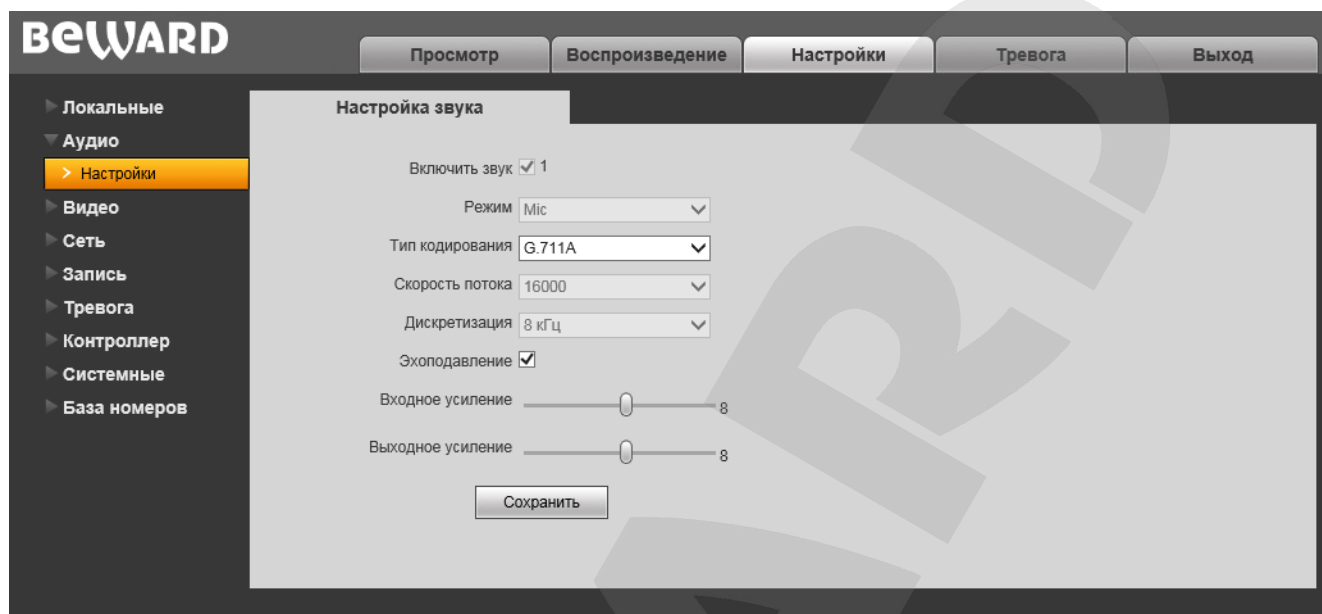 BEWARD
Просмотр
Воспроизведение
Настройки
Тревога
Выход
Локальные
Аудио
> Настройки
Видео
Сеть
Запись
Тревога
Контроллер
Системные
База номеров
Настройка звука
Включить звук 1
Режим Mic
Тип кодирования G.711A
Скорость потока 16000
Дискретизация 8 кГц
Эхоподавление
Входное усиление 8
Выходное усиление 8
Сохранить
ARD